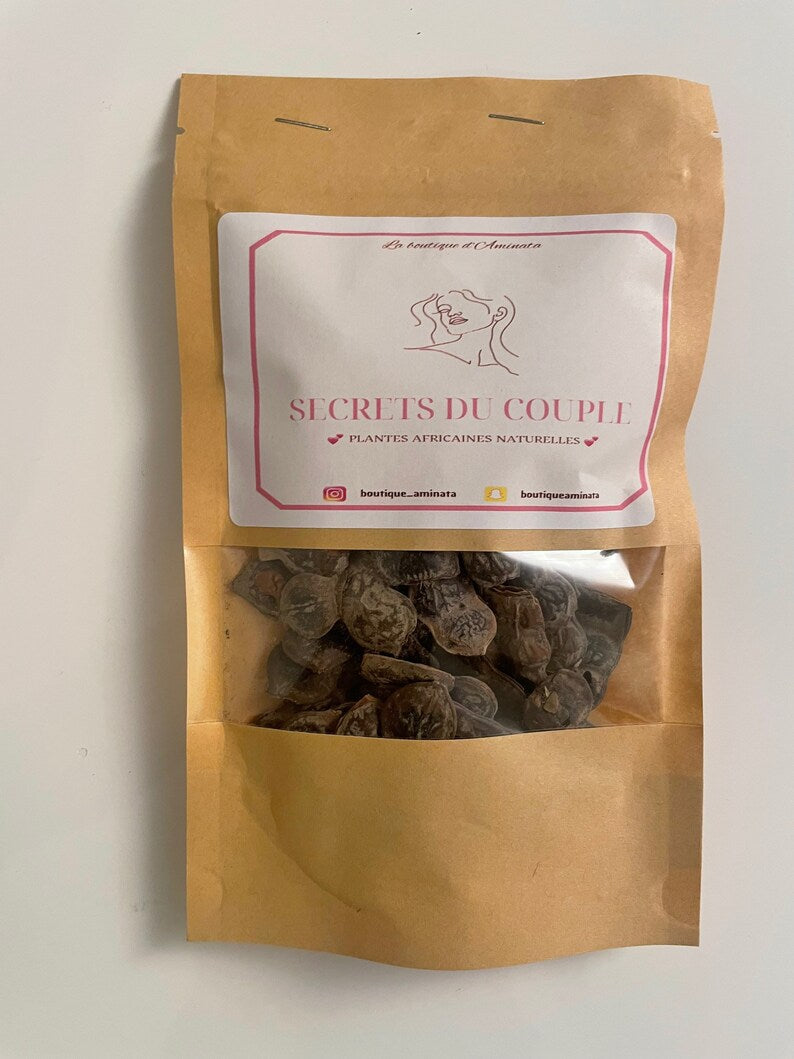 La boutique d'Aminata
SECRETS DU COUPLE
💕 PLANTES AFRICAINES NATURELLES 💕
boutique_aminata boutiqueaminata